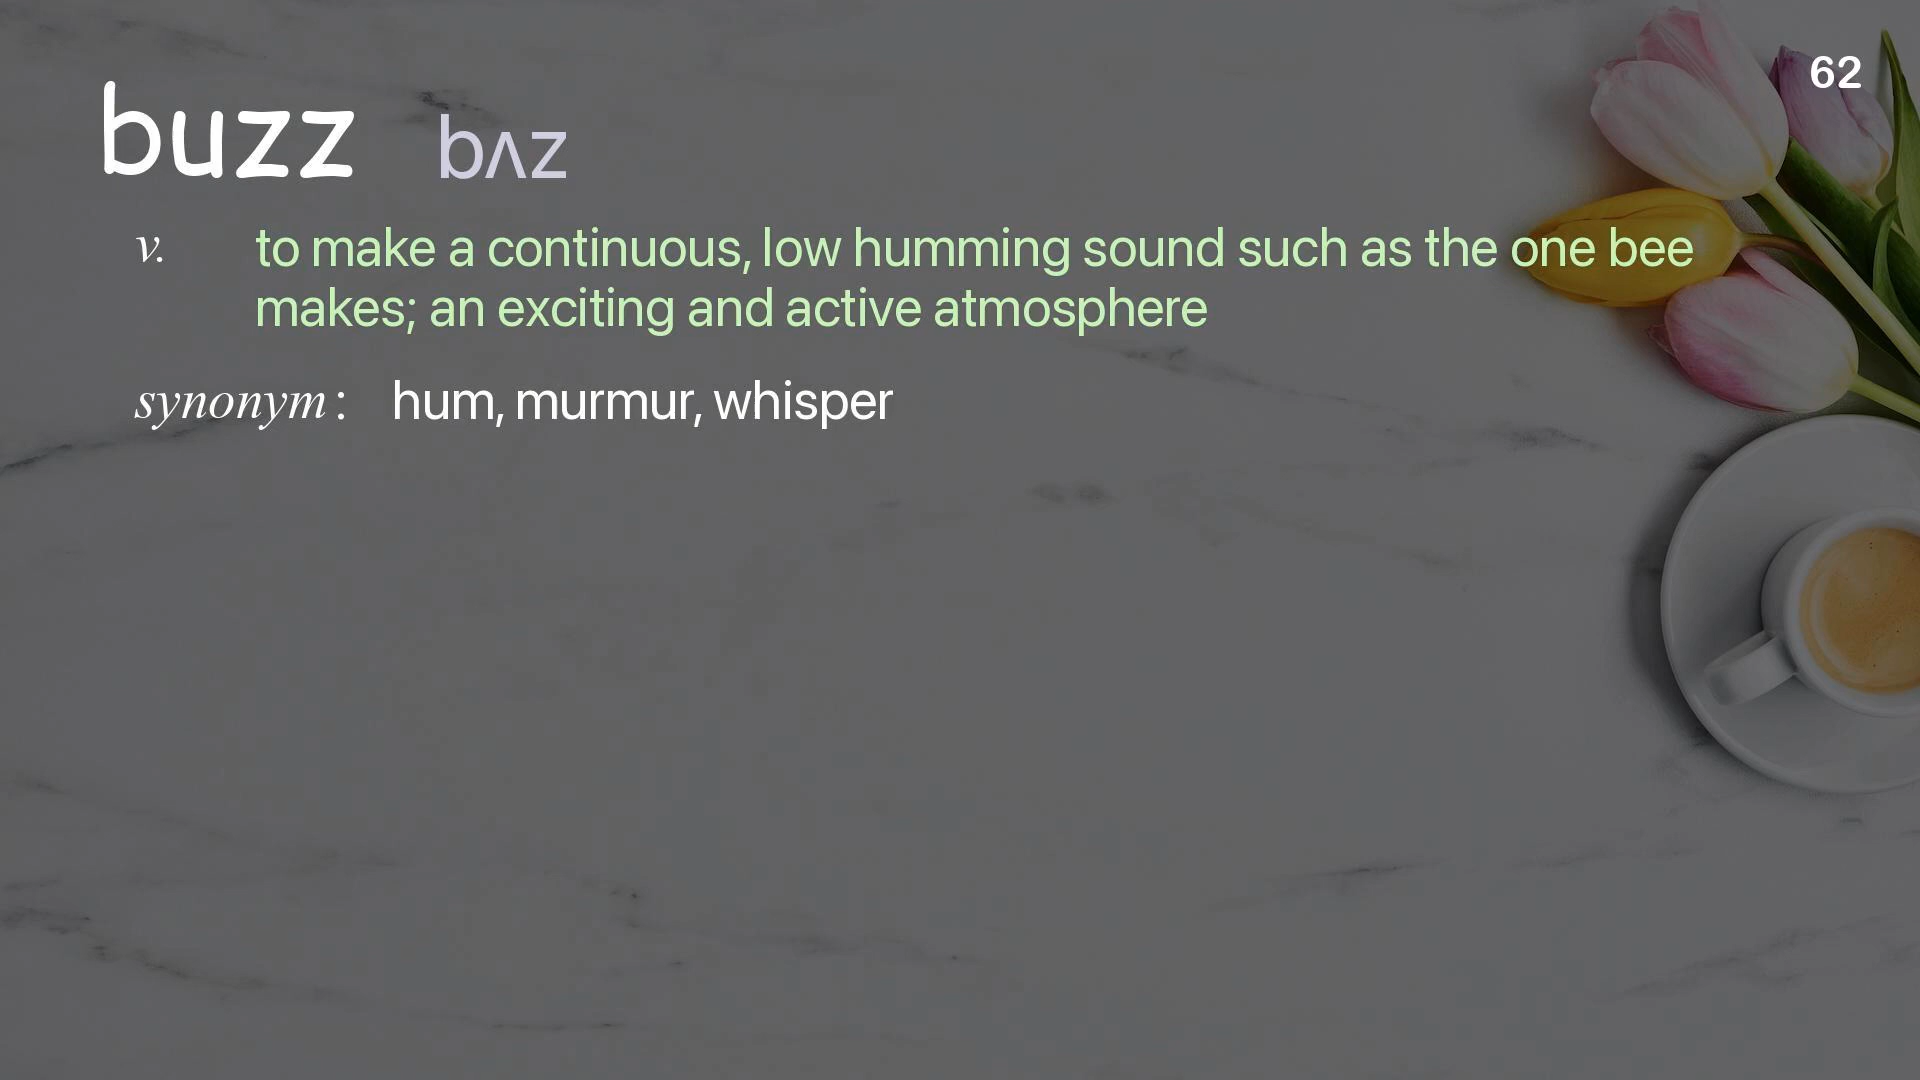 62
buzz bʌz
v. to make a continuous, low humming sound such as the one bee
makes; an exciting and active atmosphere
synonym : hum, murmur, whisper